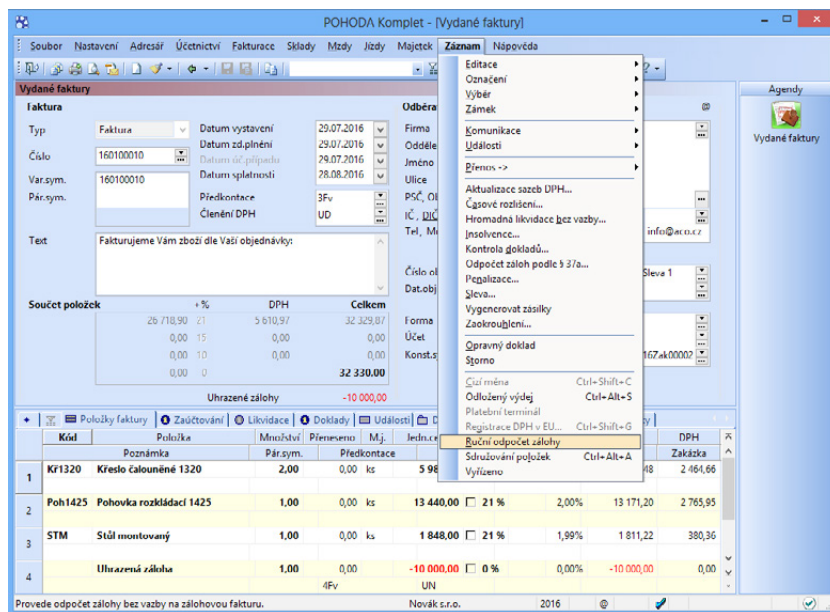 POHODA Komplet - [Vydané faktury]
Soubor Nastavení Adresář Účetnictví Fakturace Sklady Mzdy Jízdy Majetek Záznam Nápověda
Vydané faktury
Agendy
Vydané faktury
Faktura
Typ Faktura
Číslo 160100010
Var.sym. 160100010
Pár.sym.
Datum vystavení 29.07.2016
Datum zd.plnění 29.07.2016
Datum úč.případu 29.07.2016
Datum splatnosti 28.08.2016
Předkontace 3Fv
Členění DPH UD
Text Fakturujeme Vám zboží dle Vaší objednávky:
Součet položek +% DPH Celkem
26 718,90 21 5 610,97 32 329,87
0,00 15 0,00 0,00
0,00 10 0,00 0,00
0,00 0 32 330.00
Uhrazené zálohy -10 000,00
Odběra
@
Firma
Odděle
Jméno
Ulice
PSČ, Ob
IČ, DIČ
Tel, Mo
info@aco.cz
Číslo ob
Sleva 1
Dat.obj
Forma
Účet
Konst.s
16Zak00002
Editace
Označení
Výběr
Zámek
Komunikace
Události
Přenos ->
Aktualizace sazeb DPH...
Časové rozlišení...
Hromadná likvidace bez vazby...
Insolvence...
Kontrola dokladů...
Odpočet záloh podle § 37a...
Penalizace...
Sleva...
Vygenerovat zásilky
Zaokrouhlení...
Opravný doklad
Storno
Cizí měna Ctrl+Shift+C
Odložený výdej Ctrl+Alt+S
Platební terminál
Registrace DPH v EU... Ctrl+Shift+G
Ruční odpočet zálohy
Sdružování položek Ctrl+Alt+A
Vyřízeno
Položky faktury Zaúčtování Likvidace Doklady Události D
Kód Položka Množství Přeneseno M.j. Jedn.ce DPH
Poznámka Pár.sym. Předkontace Zakázka
1 Kř1320 Křeslo čalouněné 1320 2,00 0,00 ks 5 98 48 2 464,66
2 Poh1425 Pohovka rozkládací 1425 1,00 0,00 ks 13 440,00 21 % 2,00% 13 171,20 2 765,95
3 STM Stůl montovaný 1,00 0,00 ks 1 848,00 21 % 1,99% 1 811,22 380,36
4 Uhrazená záloha 1,00 0,00 -10 000,00 0 % 0,00% -10 000,00 0,00
4Fv UN
Provede odpočet zálohy bez vazby na zálohovou fakturu. Novák s.r.o. 2016 @